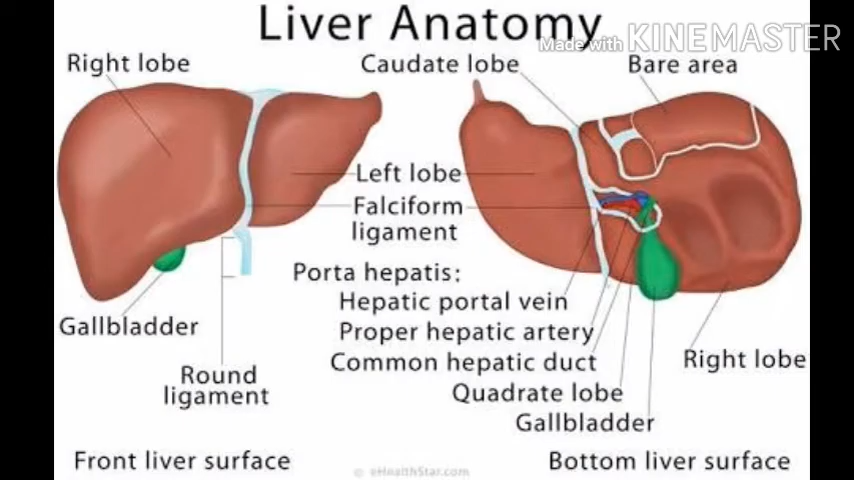 Liver Anatomy
Made with KINEMASTER
Right lobe
Caudate lobe
Bare area
Left lobe
Falciform
ligament
Porta hepatis:
Hepatic portal vein
Proper hepatic artery
Common hepatic duct
Quadrate lobe
Gallbladder
Gallbladder
Round
ligament
Right lobe
Front liver surface
© eHealthStar.com
Bottom liver surface